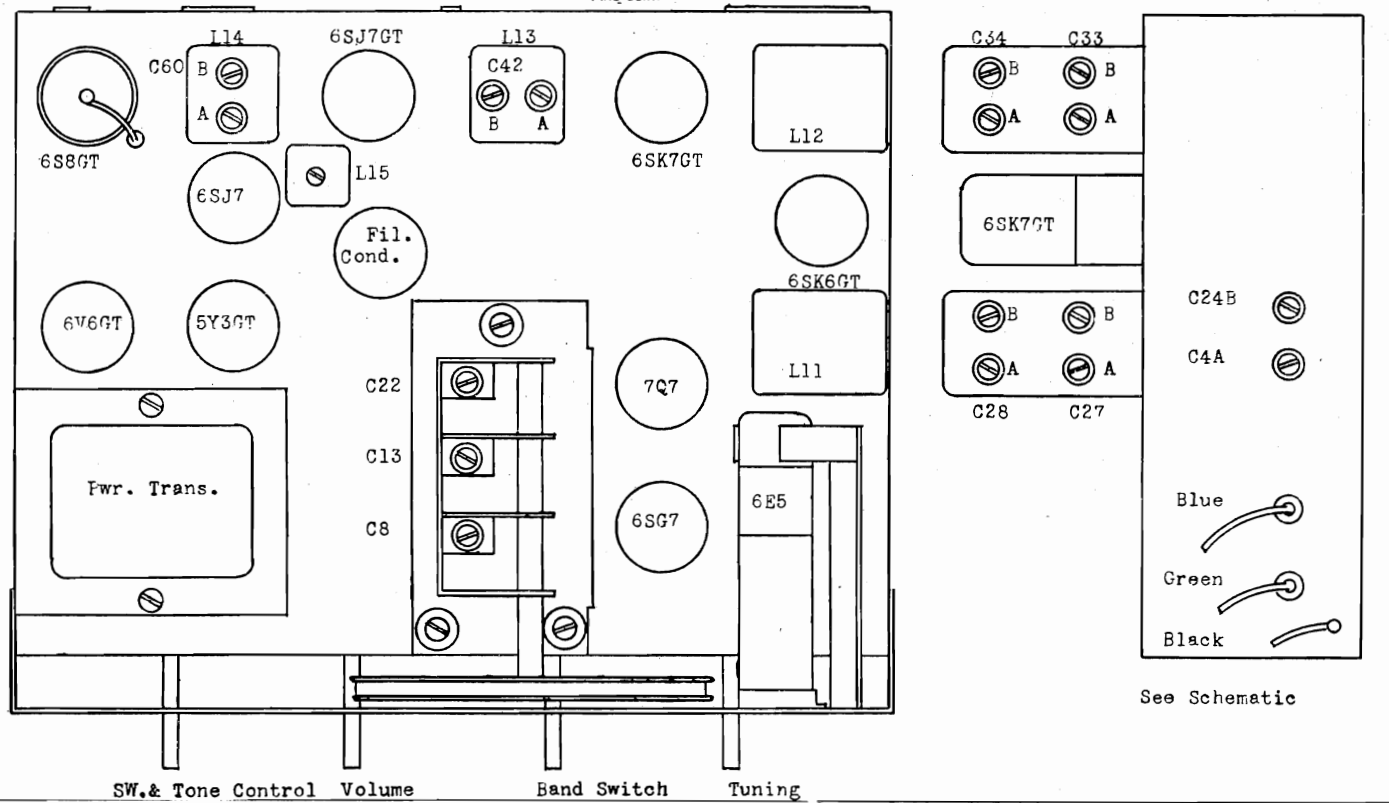 L14
6SJ7GT
L13
C34
C33
C60
B
C42
B
B
A
B
A
A
A
6S8GT
L12
6SK7GT
L15
6SJ7
Fil.
Cond.
6SK7GT
6SK6GT
6V6GT
5Y3GT
C24B
B
B
C4A
C22
7Q7
L11
A
A
C28
C27
C13
Pwr. Trans.
6E5
Blue
C8
6SG7
Green
Black
See Schematic
SW.& Tone Control
Volume
Band Switch
Tuning